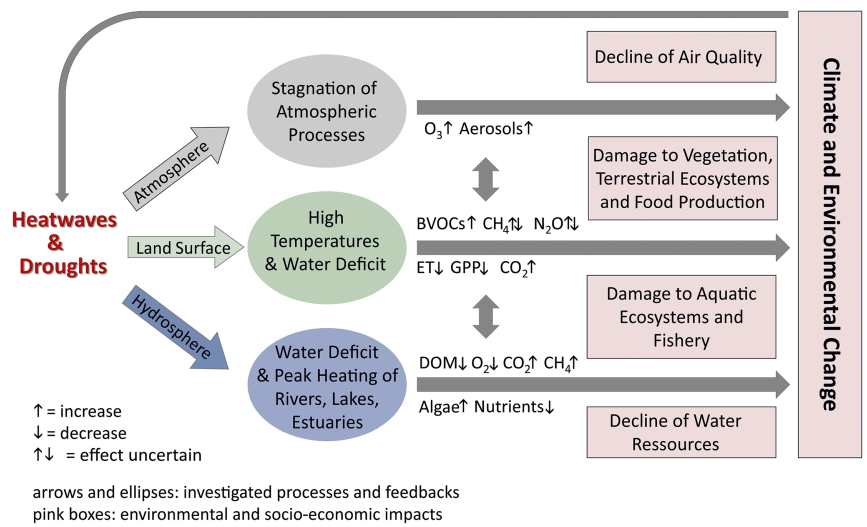 Heatwaves
&
Droughts
Atmosphere
Land Surface
Hydrosphere
Stagnation of
Atmospheric
Processes
High
Temperatures
& Water Deficit
Water Deficit
& Peak Heating of
Rivers, Lakes,
Estuaries
O₃↑ Aerosols↑
BVOCs↑ CH₄↑↓ N₂O↑↓
ET↓ GPP↓ CO₂↑
DOM↓ O₂↓ CO₂↑ CH₄↑
Algae↑ Nutrients↓
Decline of Air Quality
Damage to Vegetation,
Terrestrial Ecosystems
and Food Production
Damage to Aquatic
Ecosystems and
Fishery
Decline of Water
Ressources
Climate and Environmental Change
↑ = increase
↓ = decrease
↑↓ = effect uncertain
arrows and ellipses: investigated processes and feedbacks
pink boxes: environmental and socio-economic impacts